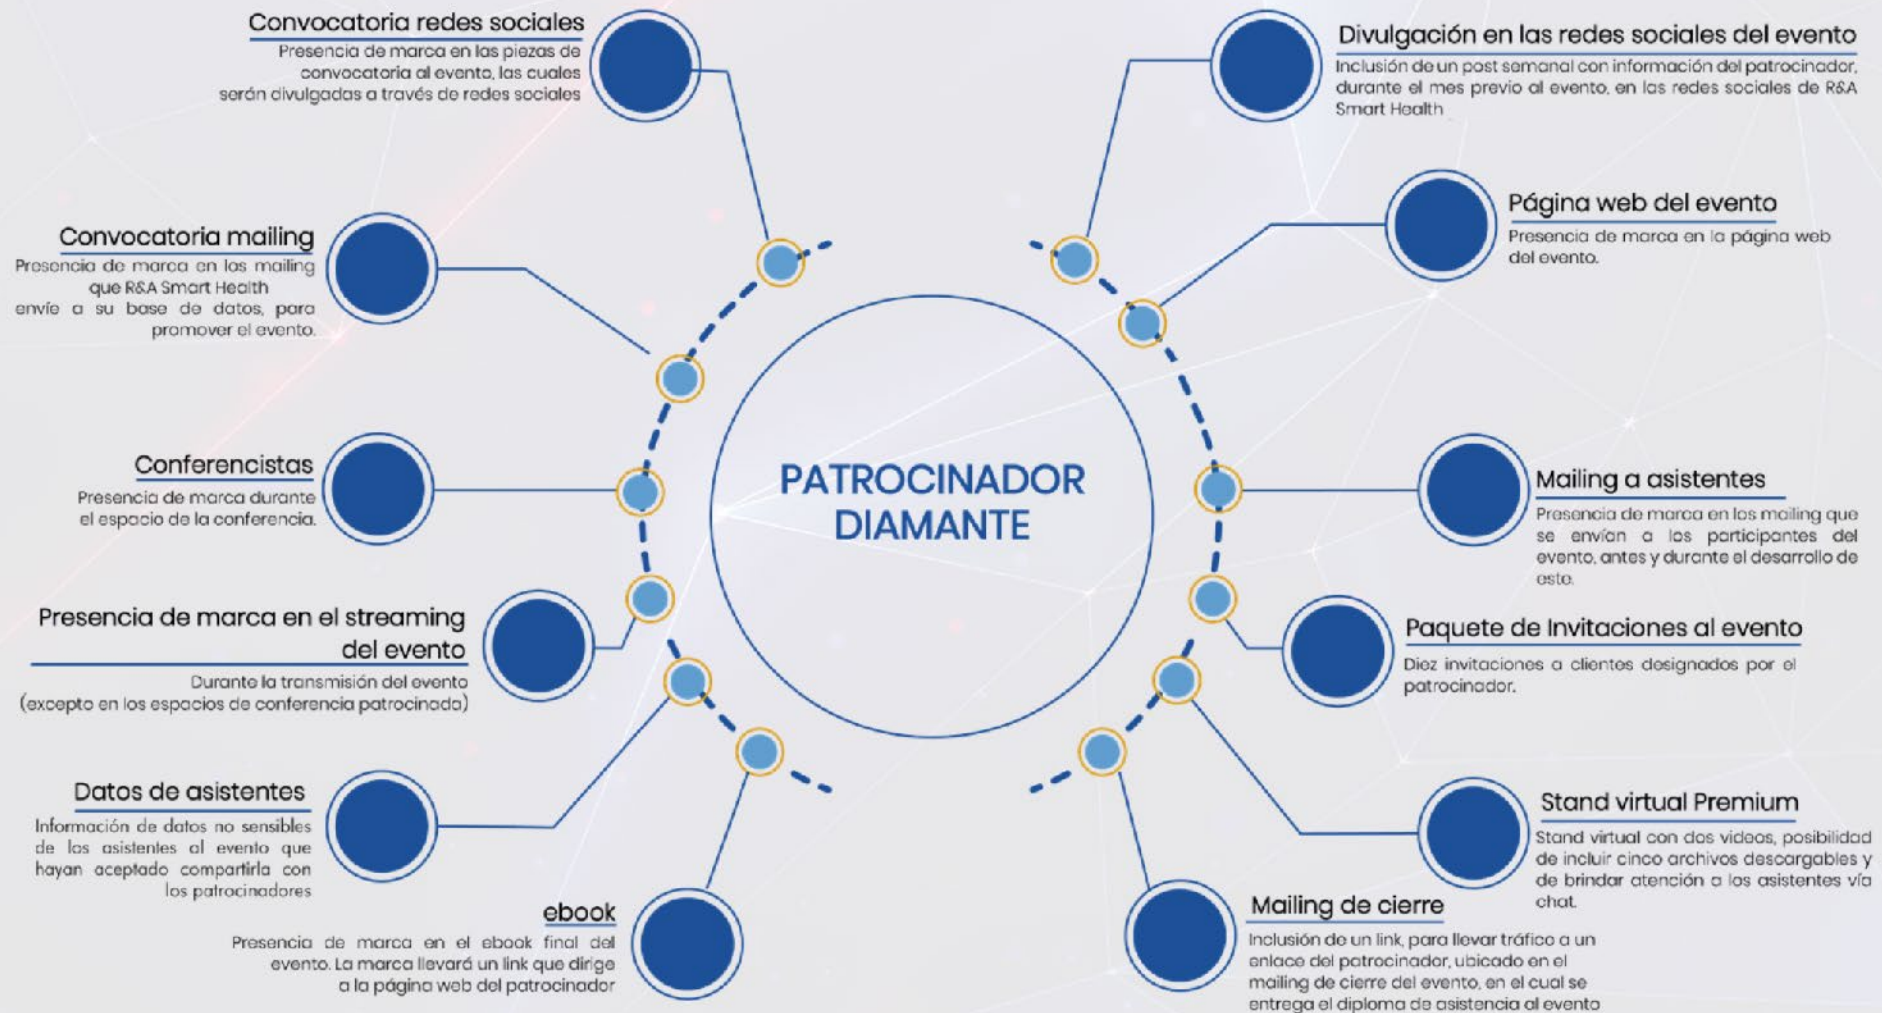 Convocatoria redes sociales
Presencia de marca en las piezas de
convocatoria al evento, las cuales
serán divulgadas a través de redes sociales
Convocatoria mailing
Presencia de marca en los mailing
que R&A Smart Health
envíe a su base de datos, para
promover el evento.
Conferencistas
Presencia de marca durante
el espacio de la conferencia.
Presencia de marca en el streaming
del evento
Durante la transmisión del evento
(excepto en los espacios de conferencia patrocinada)
Datos de asistentes
Información de datos no sensibles
de los asistentes al evento que
hayan aceptado compartirla con
los patrocinadores
ebook
Presencia de marca en el ebook final del
evento. La marca llevará un link que dirige
a la página web del patrocinador
PATROCINADOR
DIAMANTE
Divulgación en las redes sociales del evento
Inclusión de un post semanal con información del patrocinador,
durante el mes previo al evento, en las redes sociales de R&A
Smart Health
Página web del evento
Presencia de marca en la página web
del evento.
Mailing a asistentes
Presencia de marca en los mailing que
se envían a los participantes del
evento, antes y durante el desarrollo de
este.
Paquete de Invitaciones al evento
Diez invitaciones a clientes designados por el
patrocinador.
Stand virtual Premium
Stand virtual con dos videos, posibilidad
de incluir cinco archivos descargables y
de brindar atención a los asistentes vía
chat.
Mailing de cierre
Inclusión de un link, para llevar tráfico a un
enlace del patrocinador, ubicado en el
mailing de cierre del evento, en el cual se
entrega el diploma de asistencia al evento